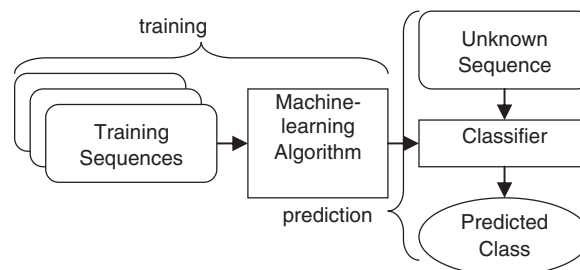 training
Training
Sequences
Machine-
learning
Algorithm
prediction
Unknown
Sequence
Classifier
Predicted
Class